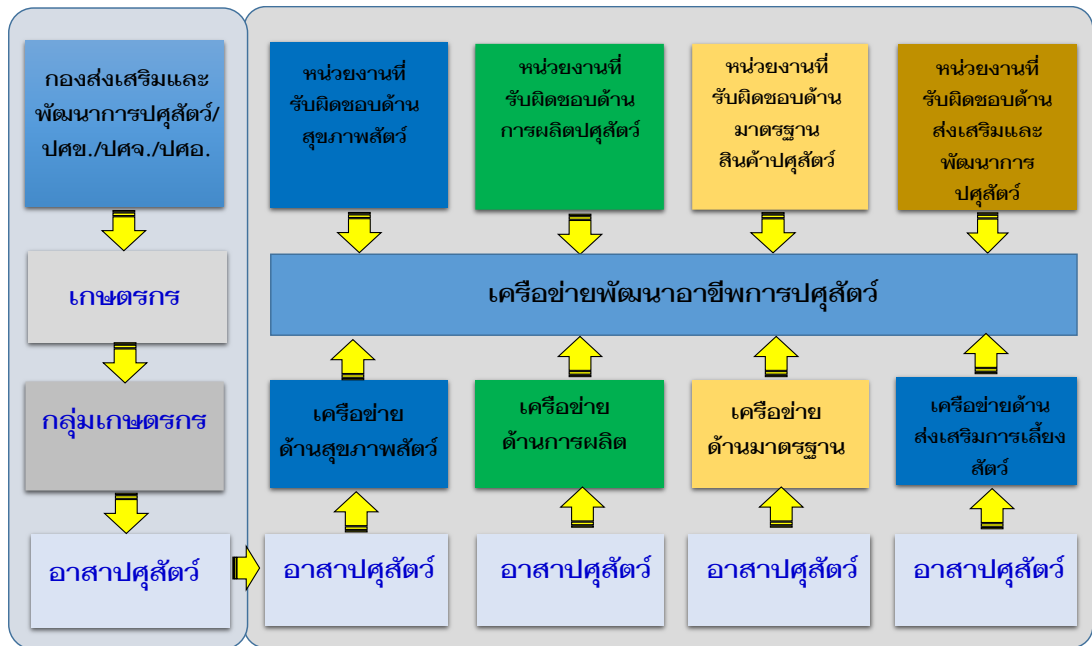 กองส่งเสริมและ
พัฒนาการปศุสัตว์/
ปศข./ปศจ./ปศอ.
เกษตรกร
กลุ่มเกษตรกร
อาสาปศุสัตว์
หน่วยงานที่
รับผิดชอบด้าน
สุขภาพสัตว์
หน่วยงานที่
รับผิดชอบด้าน
การผลิตปศุสัตว์
หน่วยงานที่
รับผิดชอบด้าน
มาตรฐาน
สินค้าปศุสัตว์
หน่วยงานที่
รับผิดชอบด้าน
ส่งเสริมและ
พัฒนาการ
ปศุสัตว์
เครือข่ายพัฒนาอาชีพการปศุสัตว์
เครือข่าย
ด้านสุขภาพสัตว์
เครือข่าย
ด้านการผลิต
เครือข่าย
ด้านมาตรฐาน
เครือข่ายด้าน
ส่งเสริมการเลี้ยง
สัตว์
อาสาปศุสัตว์
อาสาปศุสัตว์
อาสาปศุสัตว์
อาสาปศุสัตว์